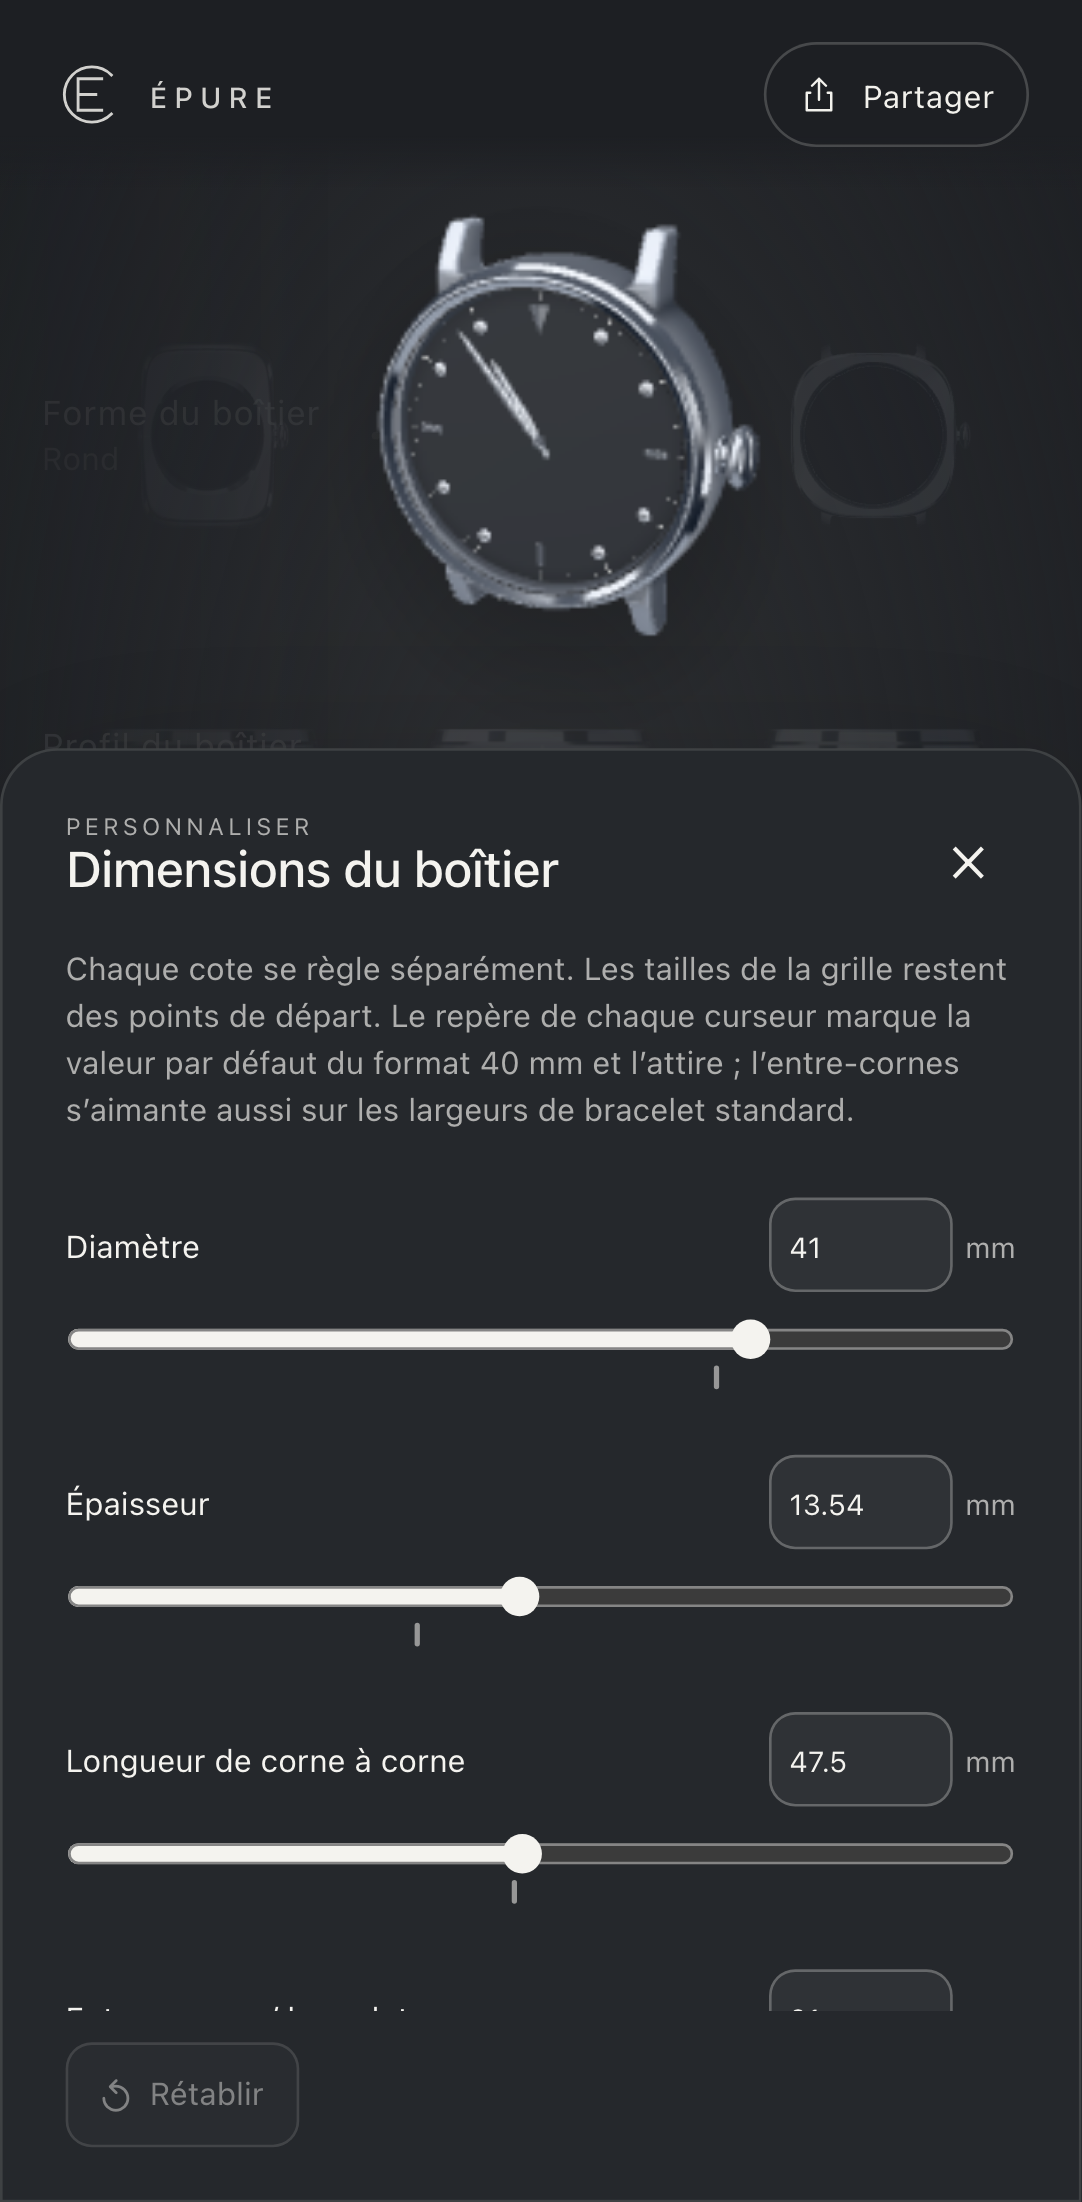 ÉPURE
Partager
Forme du boîtier
Rond
Profil du boîtier
PERSONNALISER
Dimensions du boîtier
Chaque cote se règle séparément. Les tailles de la grille restent
des points de départ. Le repère de chaque curseur marque la
valeur par défaut du format 40 mm et l’attire ; l’entre-cornes
s’aimante aussi sur les largeurs de bracelet standard.
Diamètre
41 mm
Épaisseur
13.54 mm
Longueur de corne à corne
47.5 mm
Rétablir